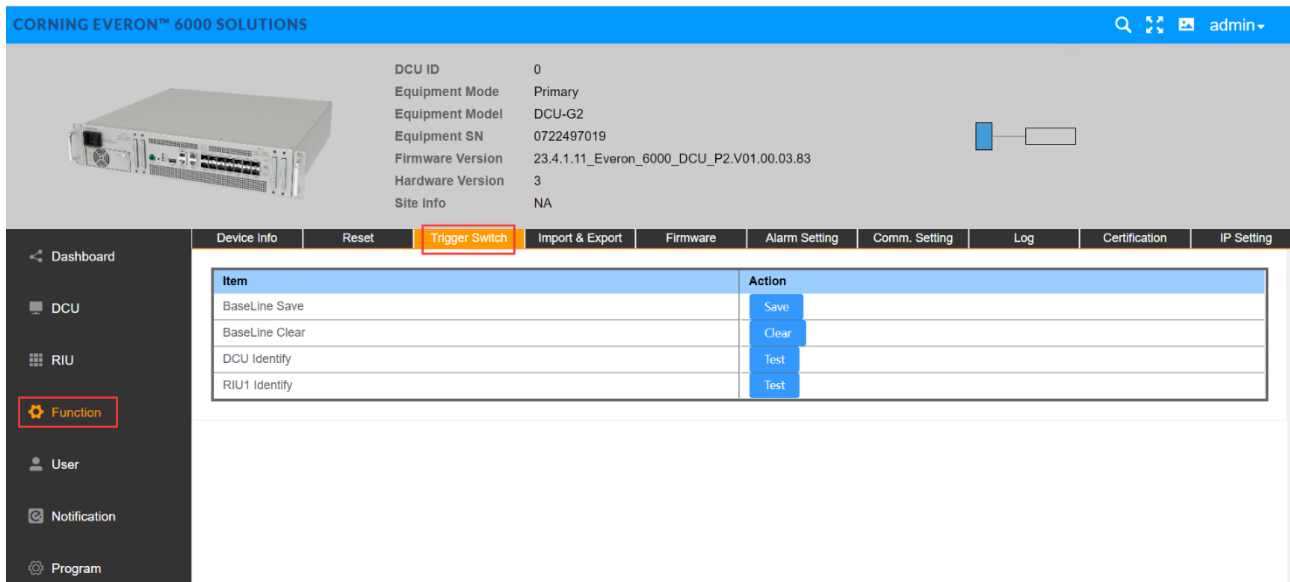 CORNING EVERON™ 6000 SOLUTIONS admin
DCU ID 0
Equipment Mode Primary
Equipment Model DCU-G2
Equipment SN 0722497019
Firmware Version 23.4.1.11_Everon_6000_DCU_P2.V01.00.03.83
Hardware Version 3
Site Info NA
Device Info Reset Trigger Switch Import & Export Firmware Alarm Setting Comm. Setting Log Certification IP Setting
Dashboard
DCU
RIU
Function
User
Notification
Program
Item Action
BaseLine Save Save
BaseLine Clear Clear
DCU Identify Test
RIU1 Identify Test